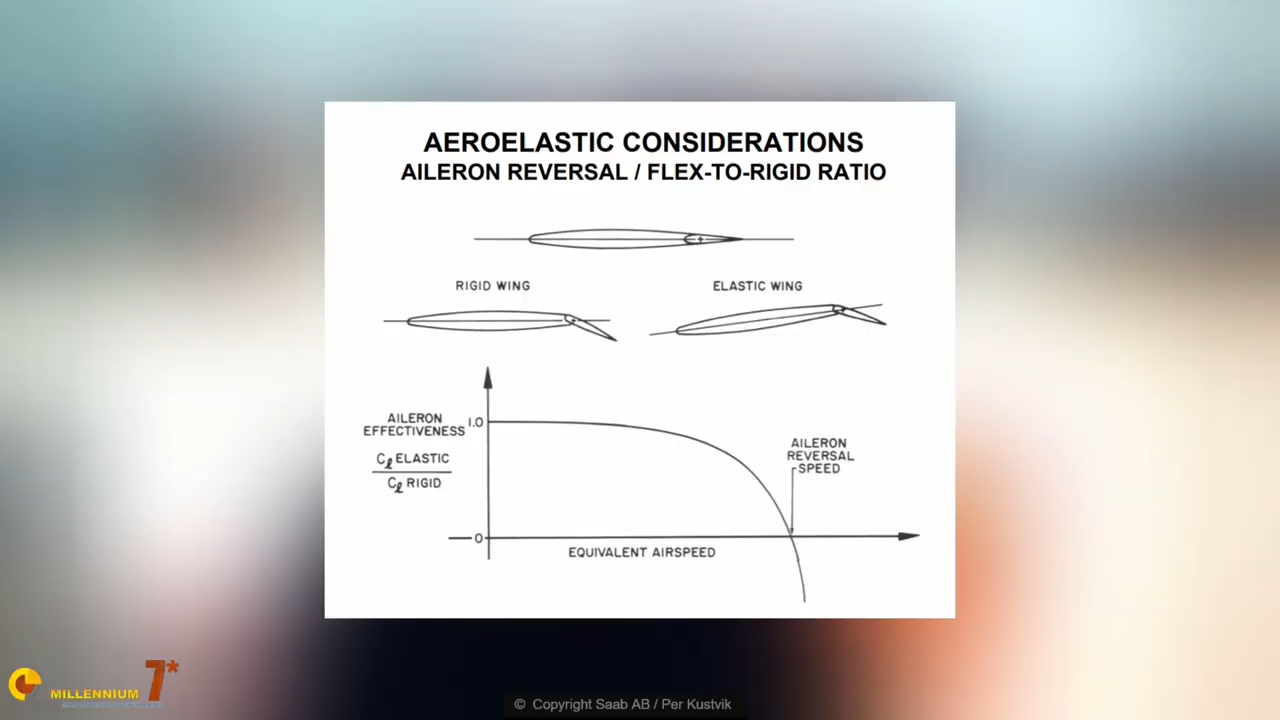 AEROELASTIC CONSIDERATIONS
AILERON REVERSAL / FLEX-TO-RIGID RATIO
RIGID WING
ELASTIC WING
AILERON
EFFECTIVENESS
1.0
Cℓ ELASTIC
Cℓ RIGID
AILERON
REVERSAL
SPEED
0
EQUIVALENT AIRSPEED
MILLENNIUM 7*
© Copyright Saab AB / Per Kustvik